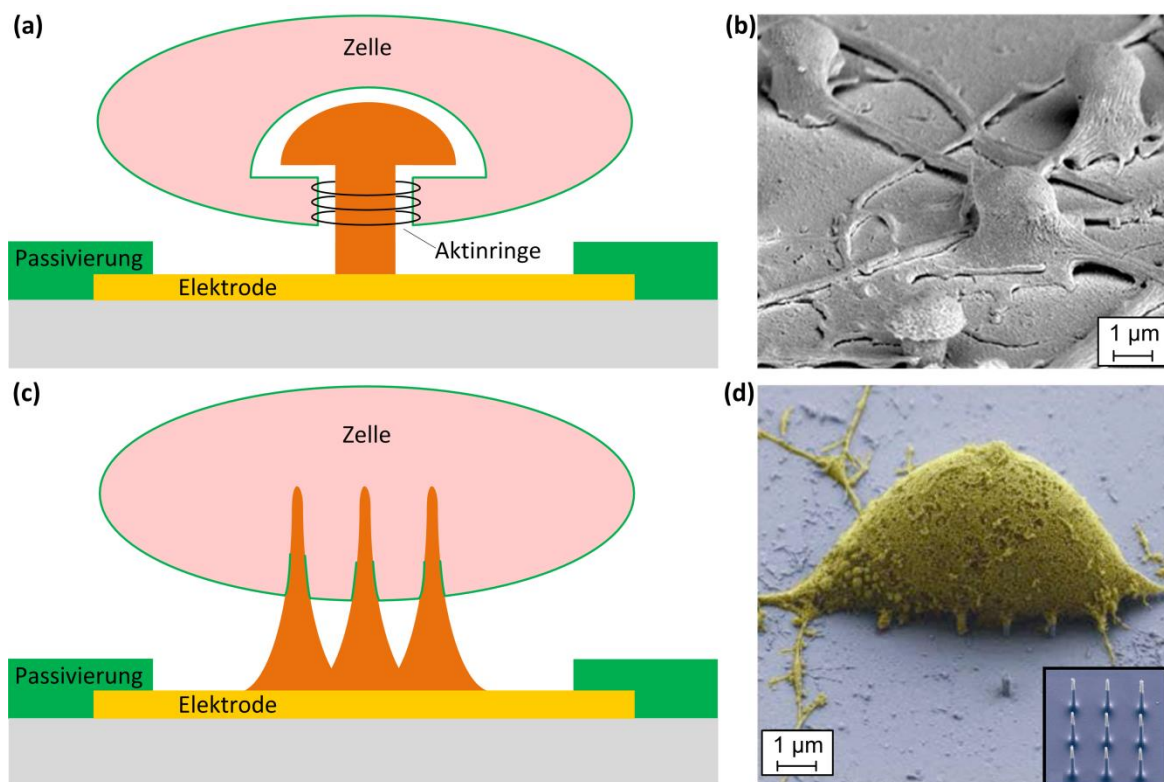 (a)
Zelle
Aktinringe
Passivierung
Elektrode
(b)
1 µm
(c)
Zelle
Passivierung
Elektrode
(d)
1 µm